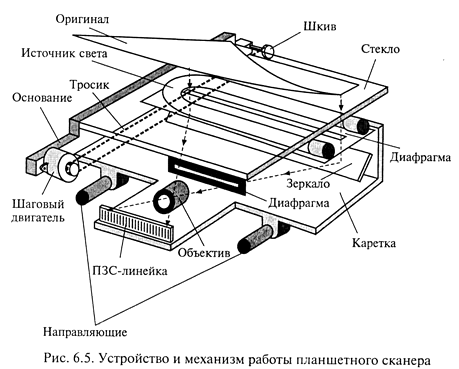 Оригинал
Шкив
Источник света
Стекло
Тросик
Основание
Диафрагма
Зеркало
Шаговый
двигатель
Диафрагма
Каретка
Объектив
ПЗС-линейка
Направляющие
Рис. 6.5. Устройство и механизм работы планшетного сканера